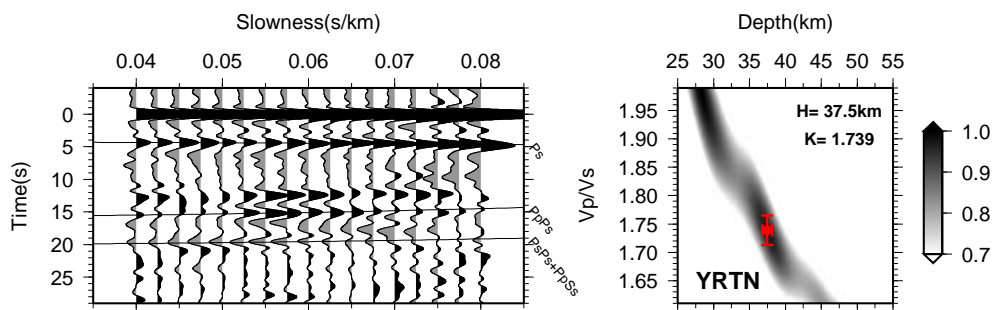 Slowness(s/km)
0.04 0.05 0.06 0.07 0.08
Time(s)
0
5
10
15
20
25
Ps
PpPs
PsPs+PpSs
Depth(km)
25 30 35 40 45 50 55
Vp/Vs
1.95
1.90
1.85
1.80
1.75
1.70
1.65
H= 37.5km
K= 1.739
YRTN
1.0
0.9
0.8
0.7